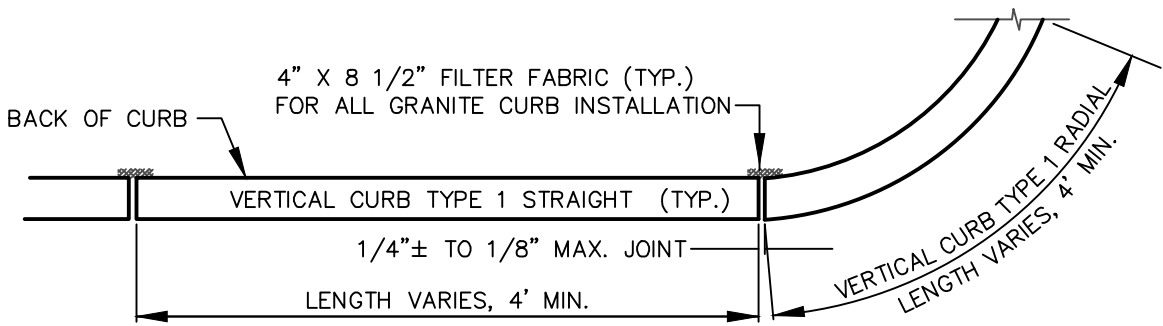 4" X 8 1/2" FILTER FABRIC (TYP.)
FOR ALL GRANITE CURB INSTALLATION
BACK OF CURB
VERTICAL CURB TYPE 1 STRAIGHT (TYP.)
1/4"± TO 1/8" MAX. JOINT
LENGTH VARIES, 4' MIN.
VERTICAL CURB TYPE 1 RADIAL
LENGTH VARIES, 4' MIN.